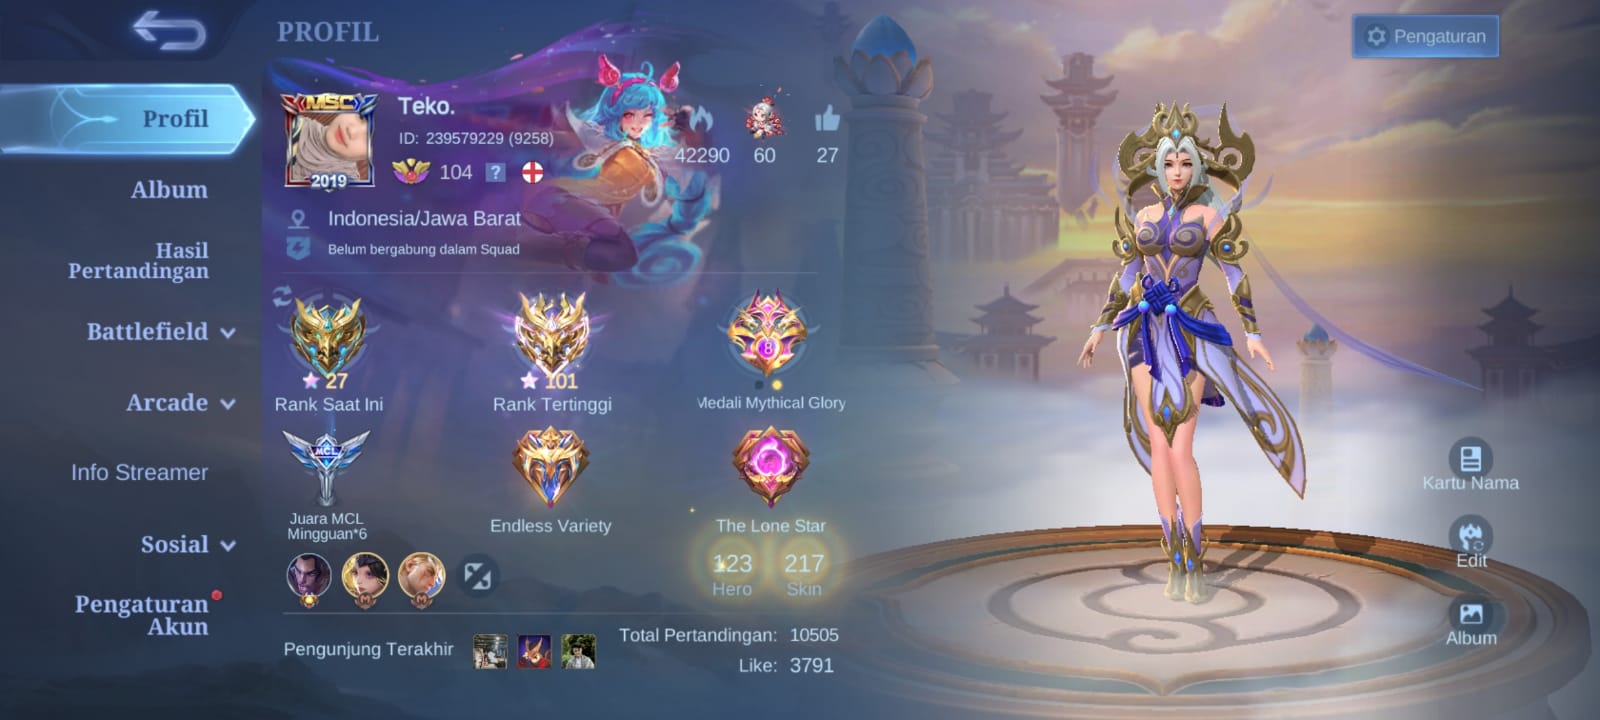 PROFIL
Pengaturan
Profil
Album
Hasil
Pertandingan
Battlefield
Arcade
Info Streamer
Sosial
Pengaturan
Akun
MSC
2019
Teko.
ID: 239579229 (9258)
104
?
42290
60
27
Indonesia/Jawa Barat
Belum bergabung dalam Squad
27
Rank Saat Ini
101
Rank Tertinggi
8
Medali Mythical Glory
MCL
Juara MCL
Mingguan*6
Endless Variety
The Lone Star
123
Hero
217
Skin
Pengunjung Terakhir
Total Pertandingan: 10505
Like: 3791
Kartu Nama
Edit
Album